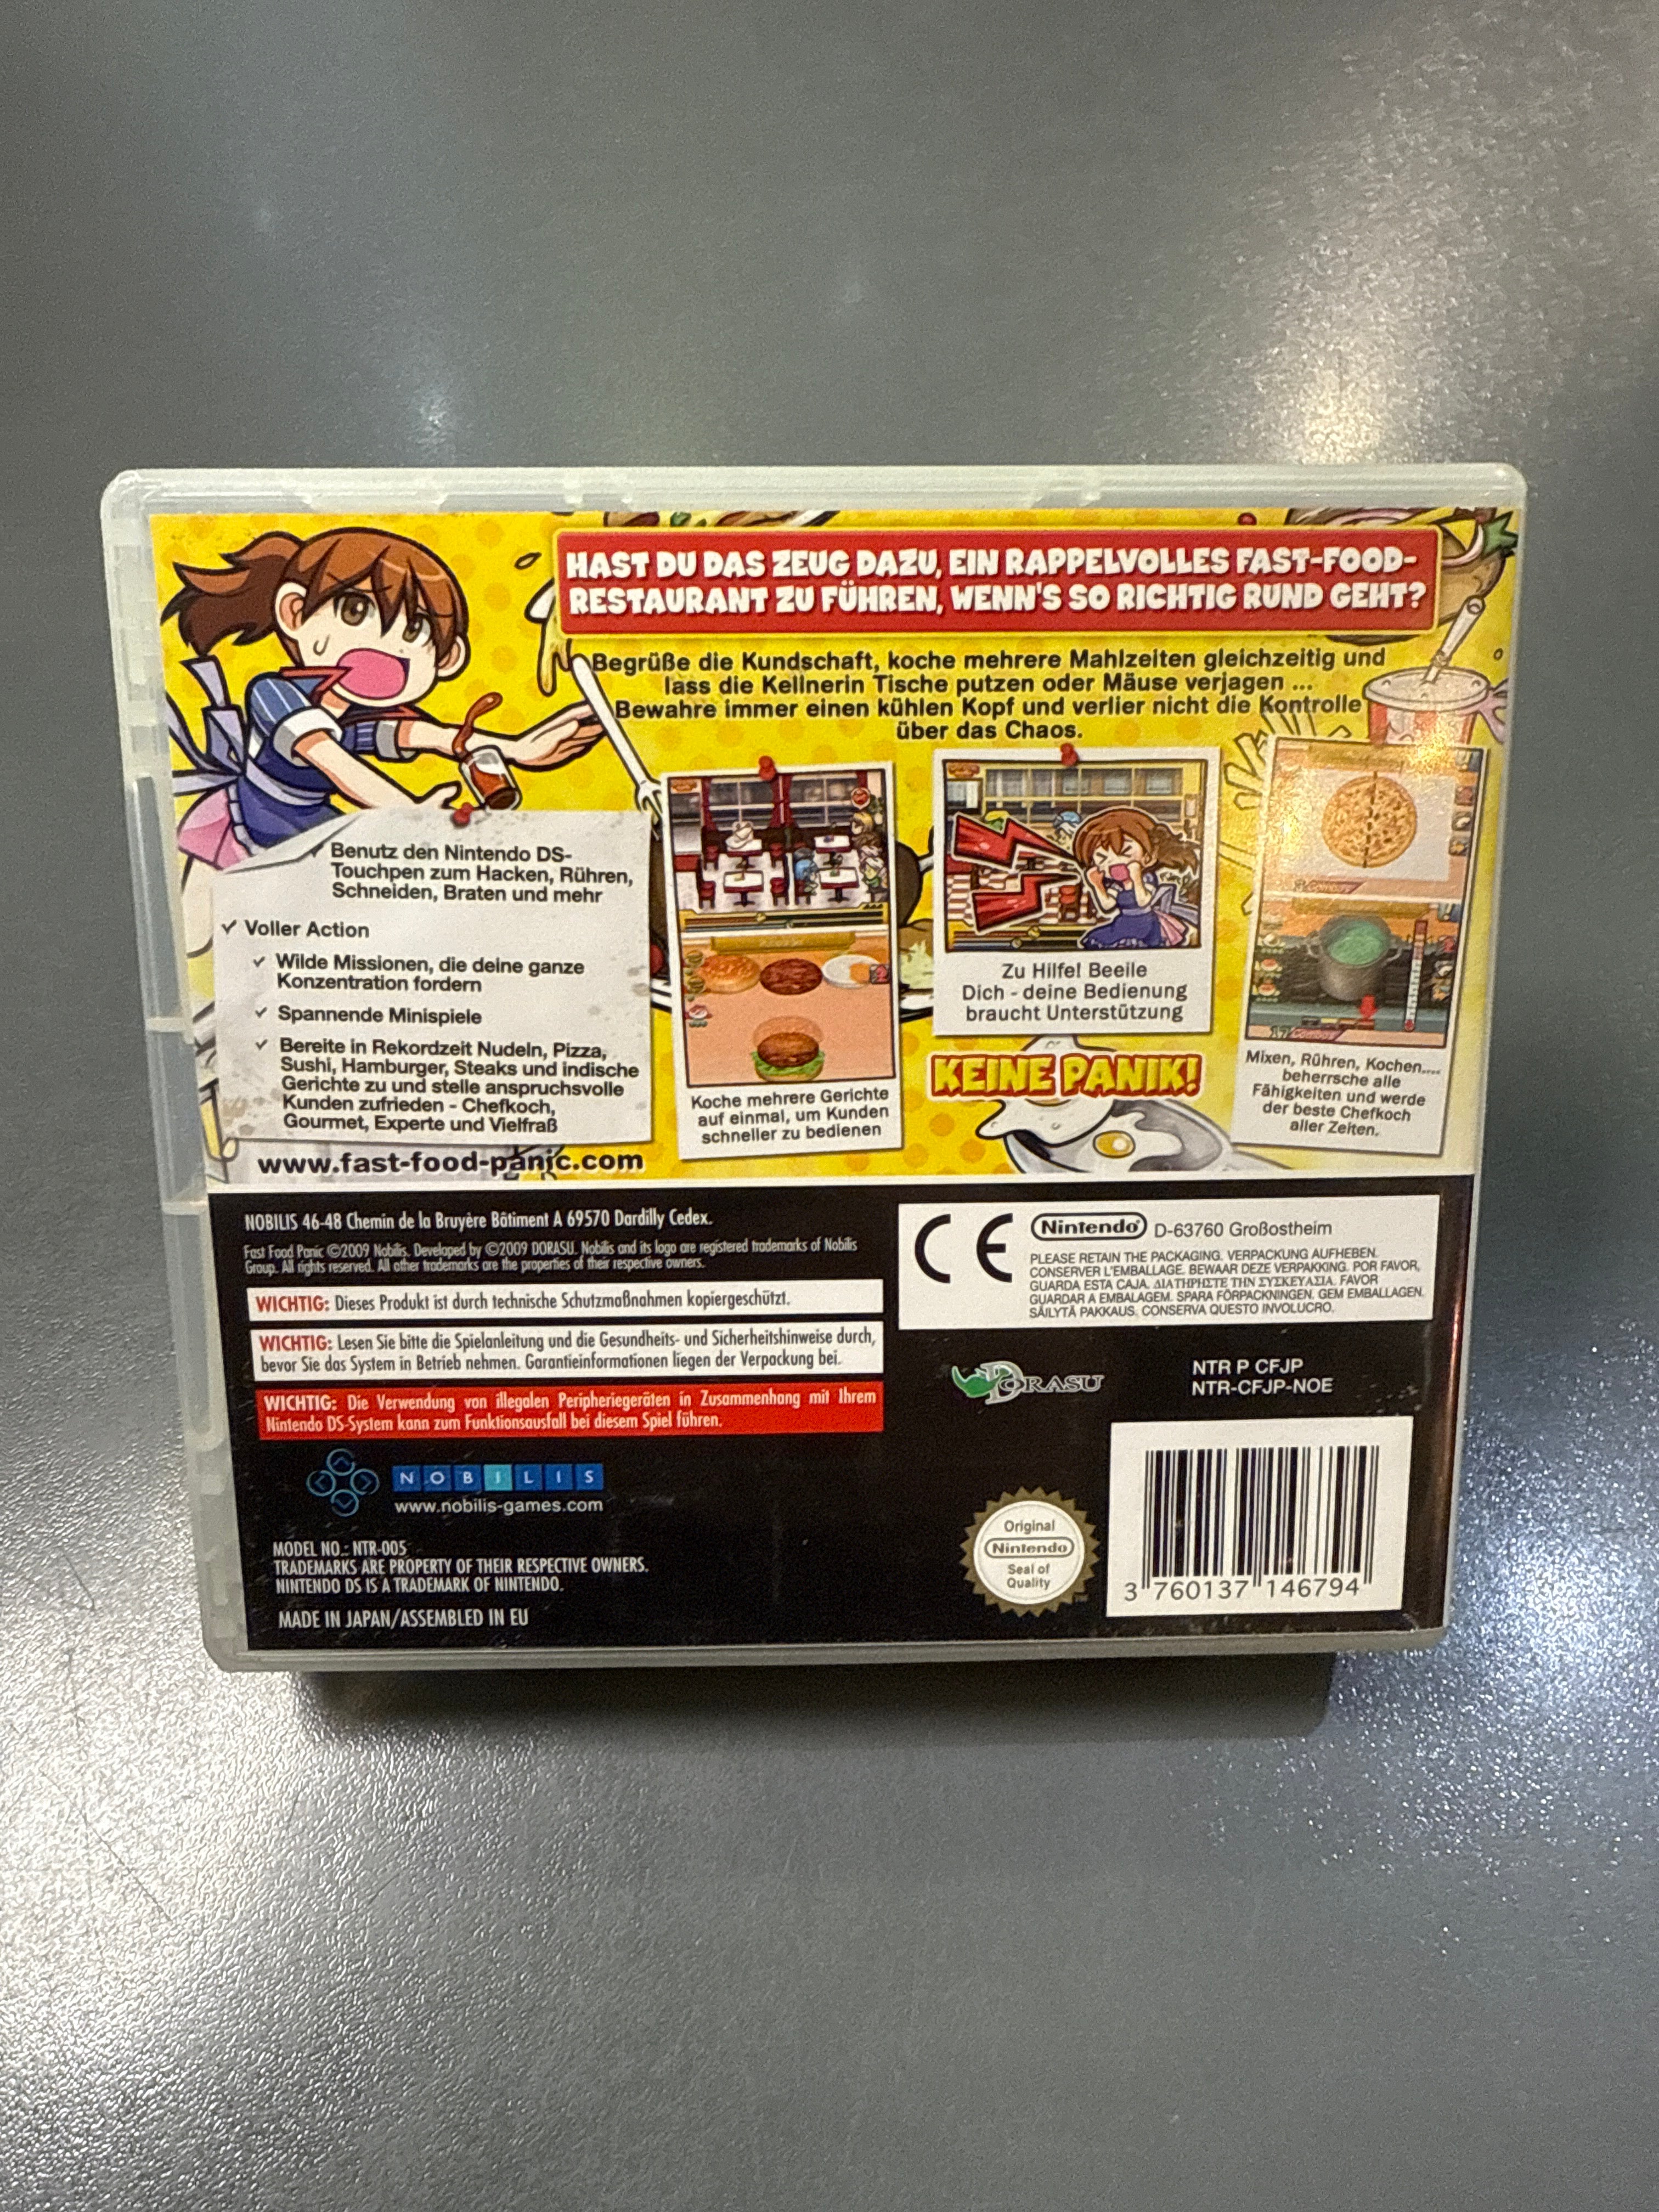 HAST DU DAS ZEUG DAZU, EIN RAPPELVOLLES FAST-FOOD-
RESTAURANT ZU FÜHREN, WENN'S SO RICHTIG RUND GEHT?
Begrüße die Kundschaft, koche mehrere Mahlzeiten gleichzeitig und
lass die Kellnerin Tische putzen oder Mäuse verjagen ...
Bewahre immer einen kühlen Kopf und verlier nicht die Kontrolle
über das Chaos.
✓ Benutz den Nintendo DS-
Touchpen zum Hacken, Rühren,
Schneiden, Braten und mehr
✓ Voller Action
✓ Wilde Missionen, die deine ganze
Konzentration fordern
✓ Spannende Minispiele
✓ Bereite in Rekordzeit Nudeln, Pizza,
Sushi, Hamburger, Steaks und indische
Gerichte zu und stelle anspruchsvolle
Kunden zufrieden - Chefkoch,
Gourmet, Experte und Vielfraß
www.fast-food-panic.com
Koche mehrere Gerichte
auf einmal, um Kunden
schneller zu bedienen
Zu Hilfe! Beeile
Dich - deine Bedienung
braucht Unterstützung
KEINE PANIK!
Mixen, Rühren, Kochen....
beherrsche alle
Fähigkeiten und werde
der beste Chefkoch
aller Zeiten.
NOBILIS 46-48 Chemin de la Bruyère Bâtiment A 69570 Dardilly Cedex.
Fast Food Panic ©2009 Nobilis. Developed by ©2009 DORASU. Nobilis and its logo are registered trademarks of Nobilis
Group. All rights reserved. All other trademarks are the properties of their respective owners.
WICHTIG: Dieses Produkt ist durch technische Schutzmaßnahmen kopiergeschützt.
WICHTIG: Lesen Sie bitte die Spielanleitung und die Gesundheits- und Sicherheitshinweise durch,
bevor Sie das System in Betrieb nehmen. Garantieinformationen liegen der Verpackung bei.
WICHTIG: Die Verwendung von illegalen Peripheriegeräten in Zusammenhang mit Ihrem
Nintendo DS-System kann zum Funktionsausfall bei diesem Spiel führen.
NOBILIS
www.nobilis-games.com
MODEL NO.: NTR-005
TRADEMARKS ARE PROPERTY OF THEIR RESPECTIVE OWNERS.
NINTENDO DS IS A TRADEMARK OF NINTENDO.
MADE IN JAPAN/ASSEMBLED IN EU
CE
Nintendo® D-63760 Großostheim
PLEASE RETAIN THE PACKAGING. VERPACKUNG AUFHEBEN.
CONSERVER L'EMBALLAGE. BEWAAR DEZE VERPAKKING. POR FAVOR,
GUARDA ESTA CAJA. ΔΙΑΤΗΡΗΣΤΕ ΤΗΝ ΣΥΣΚΕΥΑΣΙΑ. FAVOR
GUARDAR A EMBALAGEM. SPARA FÖRPACKNINGEN. GEM EMBALLAGEN.
SÄILYTÄ PAKKAUS. CONSERVA QUESTO INVOLUCRO.
DORASU
NTR P CFJP
NTR-CFJP-NOE
Original
Nintendo
Seal of
Quality
3 760137 146794